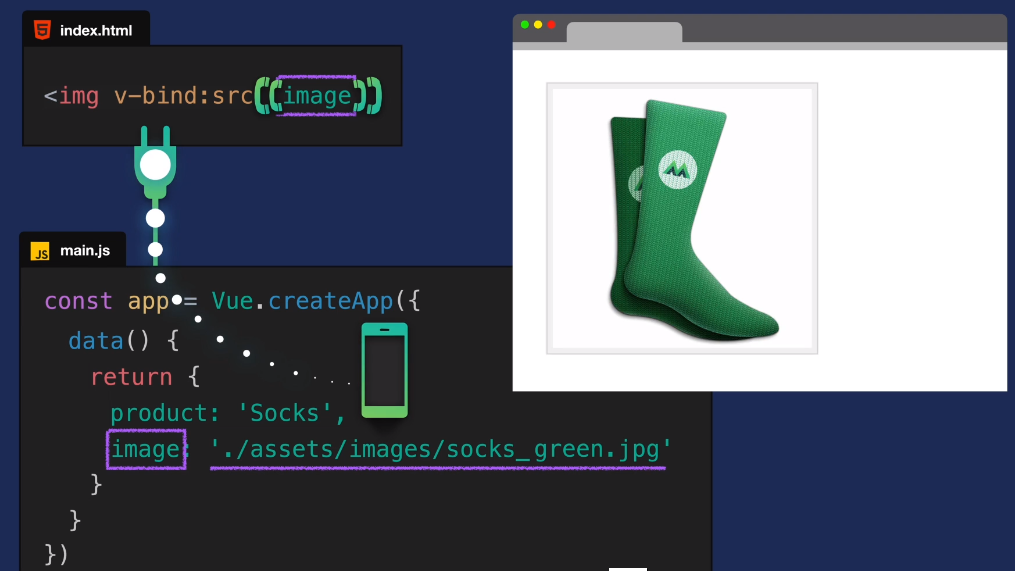 index.html
<img v-bind:src((image))
main.js
const app = Vue.createApp({
data() {
return {
product: 'Socks',
image: './assets/images/socks_green.jpg'
}
}
})